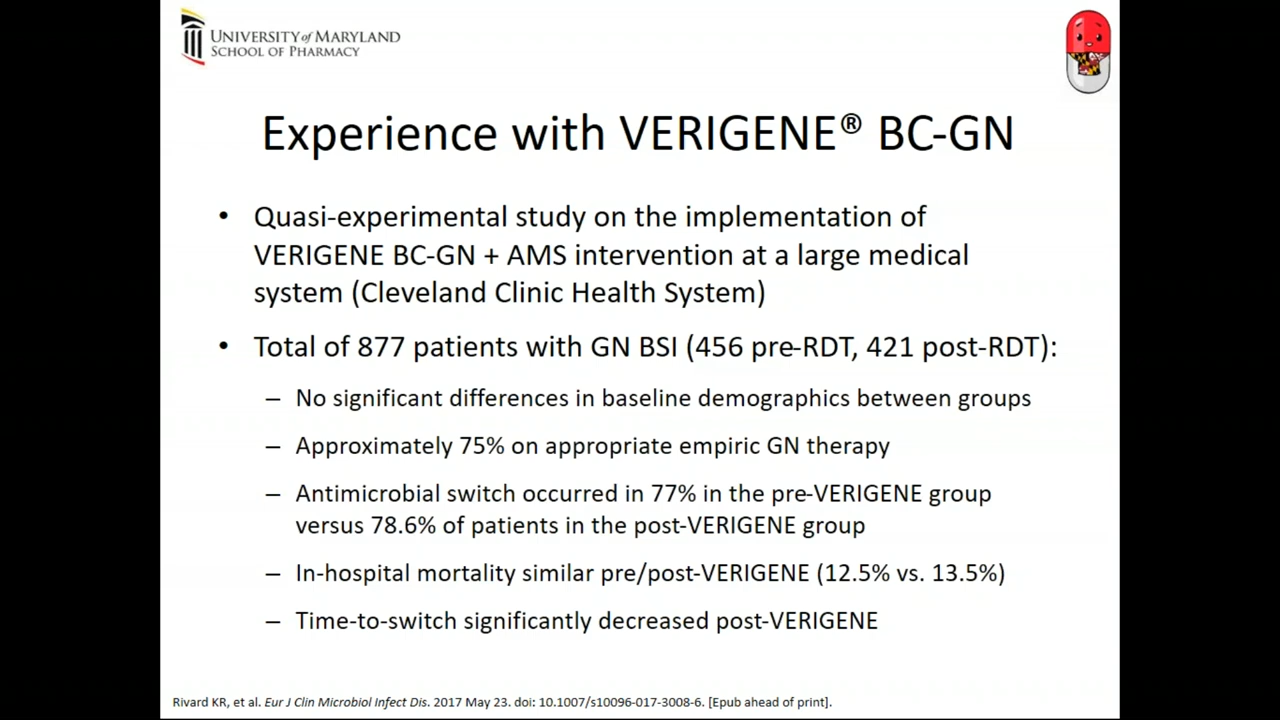 UNIVERSITY of MARYLAND
SCHOOL OF PHARMACY
Experience with VERIGENE® BC-GN
• Quasi-experimental study on the implementation of
VERIGENE BC-GN + AMS intervention at a large medical
system (Cleveland Clinic Health System)
• Total of 877 patients with GN BSI (456 pre-RDT, 421 post-RDT):
– No significant differences in baseline demographics between groups
– Approximately 75% on appropriate empiric GN therapy
– Antimicrobial switch occurred in 77% in the pre-VERIGENE group
versus 78.6% of patients in the post-VERIGENE group
– In-hospital mortality similar pre/post-VERIGENE (12.5% vs. 13.5%)
– Time-to-switch significantly decreased post-VERIGENE
Rivard KR, et al. Eur J Clin Microbiol Infect Dis. 2017 May 23. doi: 10.1007/s10096-017-3008-6. [Epub ahead of print].